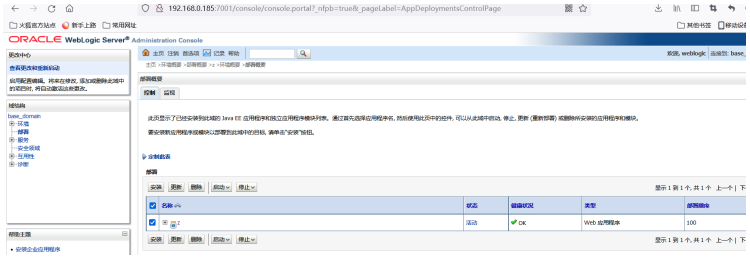 192.168.0.185:7001/console/console.portal?_nfpb=true&_pageLabel=AppDeploymentsControlPage
火狐官方站点 新手上路 常用网址
其他书签 移动设备
ORACLE WebLogic Server® Administration Console
更改中心
查看更改和重新启动
启用配置编辑。将来在修改, 添加或删除此域中的项目时, 将自动激活这些更改。
主页 注销 首选项 记录 帮助
欢迎, weblogic 连接到: base_
主页 >环境概要 >部署概要 >z >环境概要 >部署概要
部署概要
控制 监视
域结构
base_domain
环境
部署
服务
安全领域
互用性
诊断
此页显示了已经安装到此域的 Java EE 应用程序和独立应用程序模块列表。通过首先选择应用程序名, 然后使用此页中的控件, 可以从此域中启动, 停止, 更新 (重新部署) 或删除所安装的应用程序和模块。
要安装新应用程序或模块以部署到此域中的目标, 请单击“安装”按钮。
定制此表
部署
安装 更新 删除 启动 停止 显示 1 到 1 个, 共 1 个 上一个 | 下
名称 状态 健康状况 类型 部署顺序
z 活动 OK Web 应用程序 100
安装 更新 删除 启动 停止 显示 1 到 1 个, 共 1 个 上一个 | 下
帮助主题
安装企业应用程序